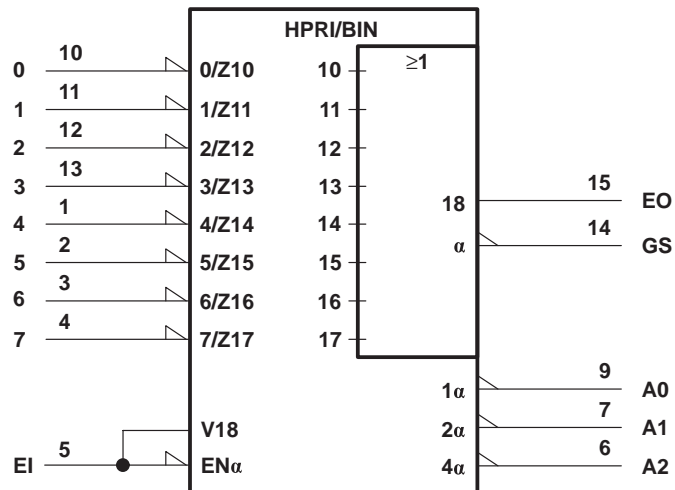 HPRI/BIN
≥1
0 10 0/Z10 10
1 11 1/Z11 11
2 12 2/Z12 12
3 13 3/Z13 13
18 15 EO
4 1 4/Z14 14
α 14 GS
5 2 5/Z15 15
6 3 6/Z16 16
7 4 7/Z17 17
1α 9 A0
V18 2α 7 A1
EI 5 ENα 4α 6 A2